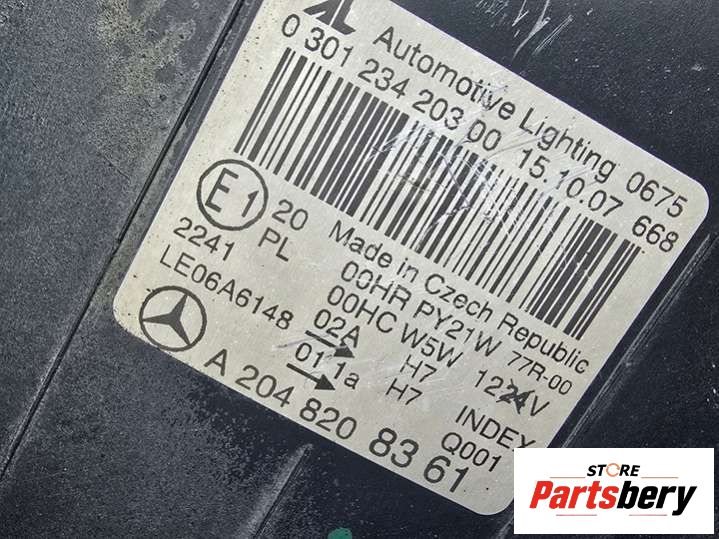 AL Automotive Lighting 0675
0 301 234 203 00 15.10.07 668
E1 20 PL Made in Czech Republic
2241 00HR PY21W 77R-00
LE06A6148 00HC W5W 1224V
02A H7 INDEX
01 1a H7 Q001
A 204 820 83 61
STORE
Partsbery